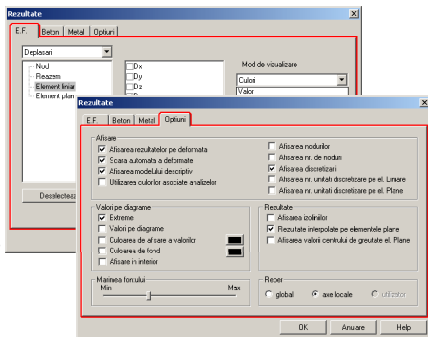 Rezultate
E.F. Beton Metal Optiuni
Deplasari
Nod
Reazem
Element liniar
Element plan
Dx
Dy
Dz
Mod de vizualizare
Culori
Valor
Deselecteaz
Rezultate
E.F. Beton Metal Optiuni
Afisare
Afisarea rezultatelor pe deformata
Scara automata a deformate
Afisarea modelului descriptiv
Utilizarea culorilor asociate analizelor
Afisarea nodurilor
Afisarea nr. de noduri
Afisarea discretizari
Afisarea nr. unitati discretizare pe el. Liniare
Afisarea nr. unitati discretizare pe el. Plane
Valori pe diagrame
Extreme
Valori pe diagrame
Culoarea de afisare a valorilor
Culoarea de fond
Afisare in interior
Rezultate
Afisarea izoliniilor
Rezultate interpolate pe elementele plane
Afisarea valorii centrului de greutate el. Plane
Marimea fontului
Min Max
Reper
global axe locale utilizator
OK Anulare Help